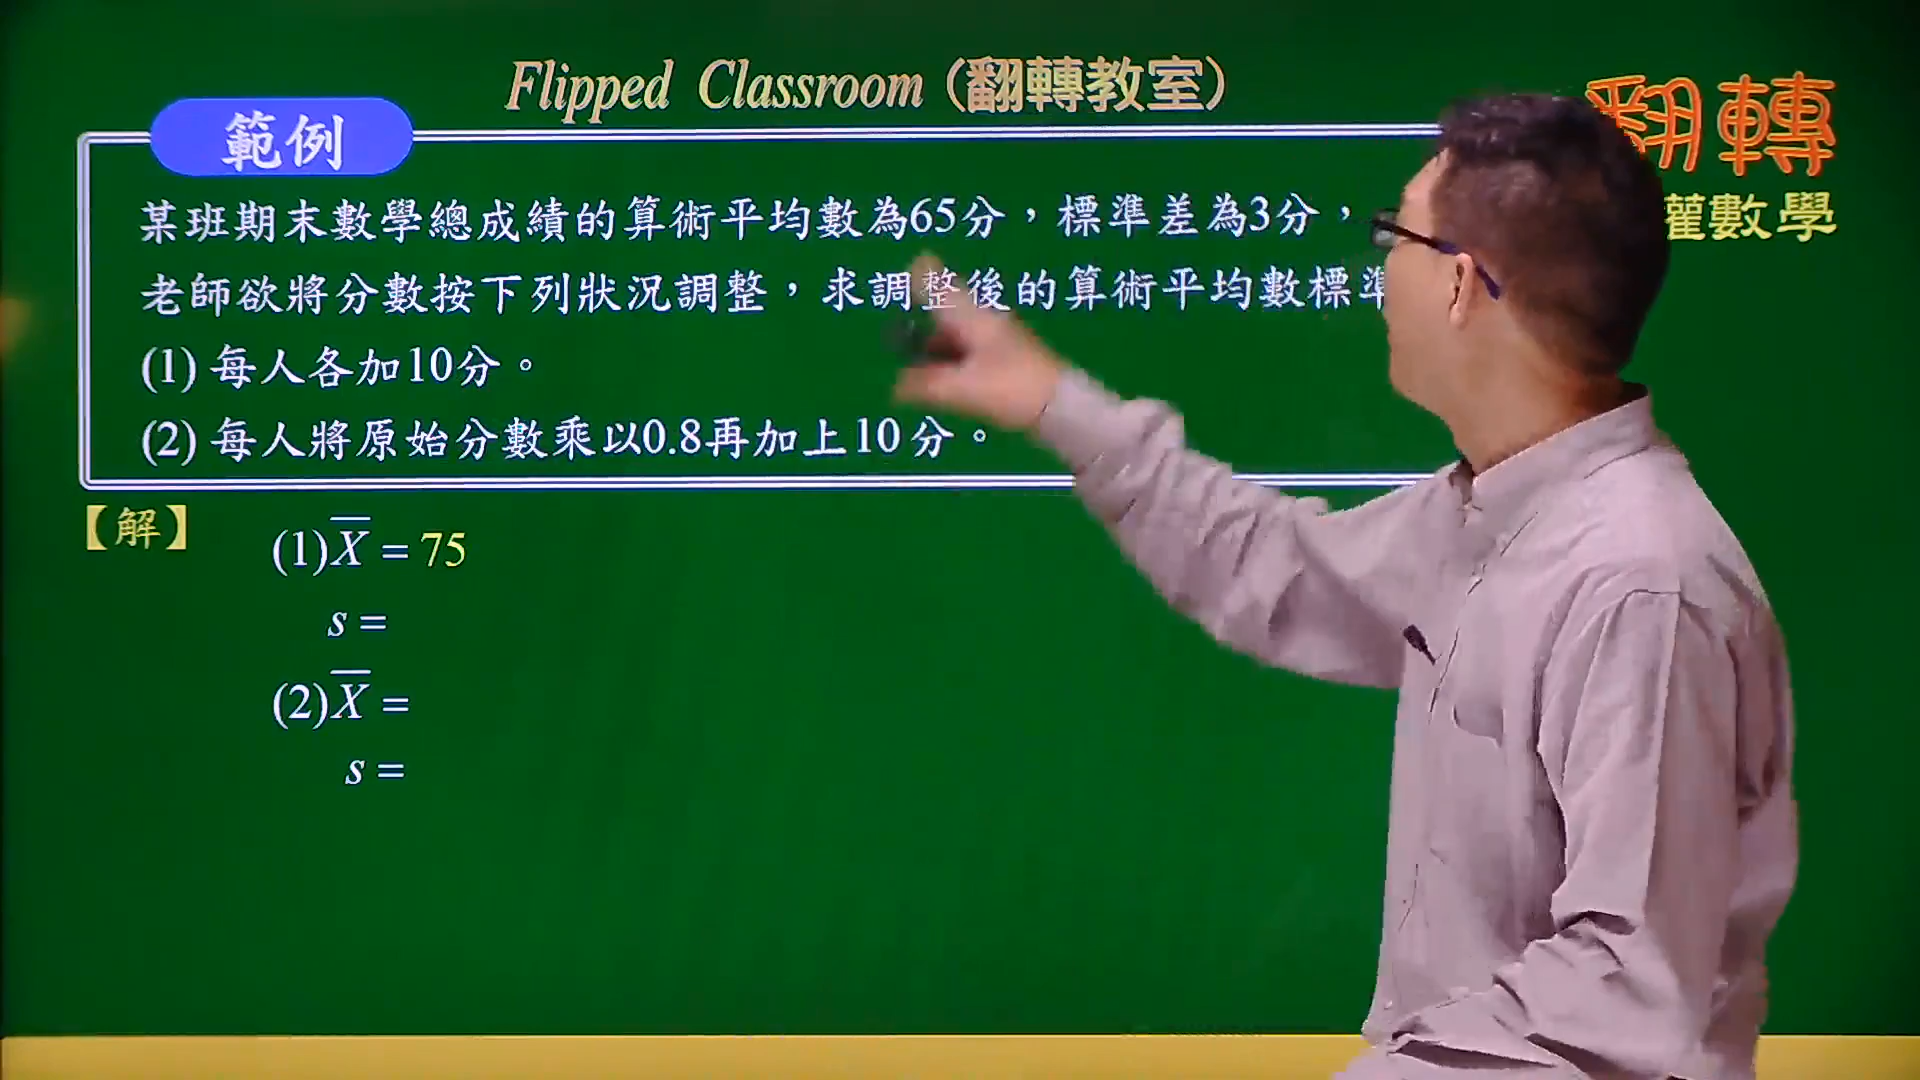 Flipped Classroom (翻轉教室)
翻轉
數學
範例
某班期末數學總成績的算術平均數為65分，標準差為3分，
老師欲將分數按下列狀況調整，求調整後的算術平均數標準
(1) 每人各加10分。
(2) 每人將原始分數乘以0.8再加上10分。
【解】
(1) X̅ = 75
s =
(2) X̅ =
s =